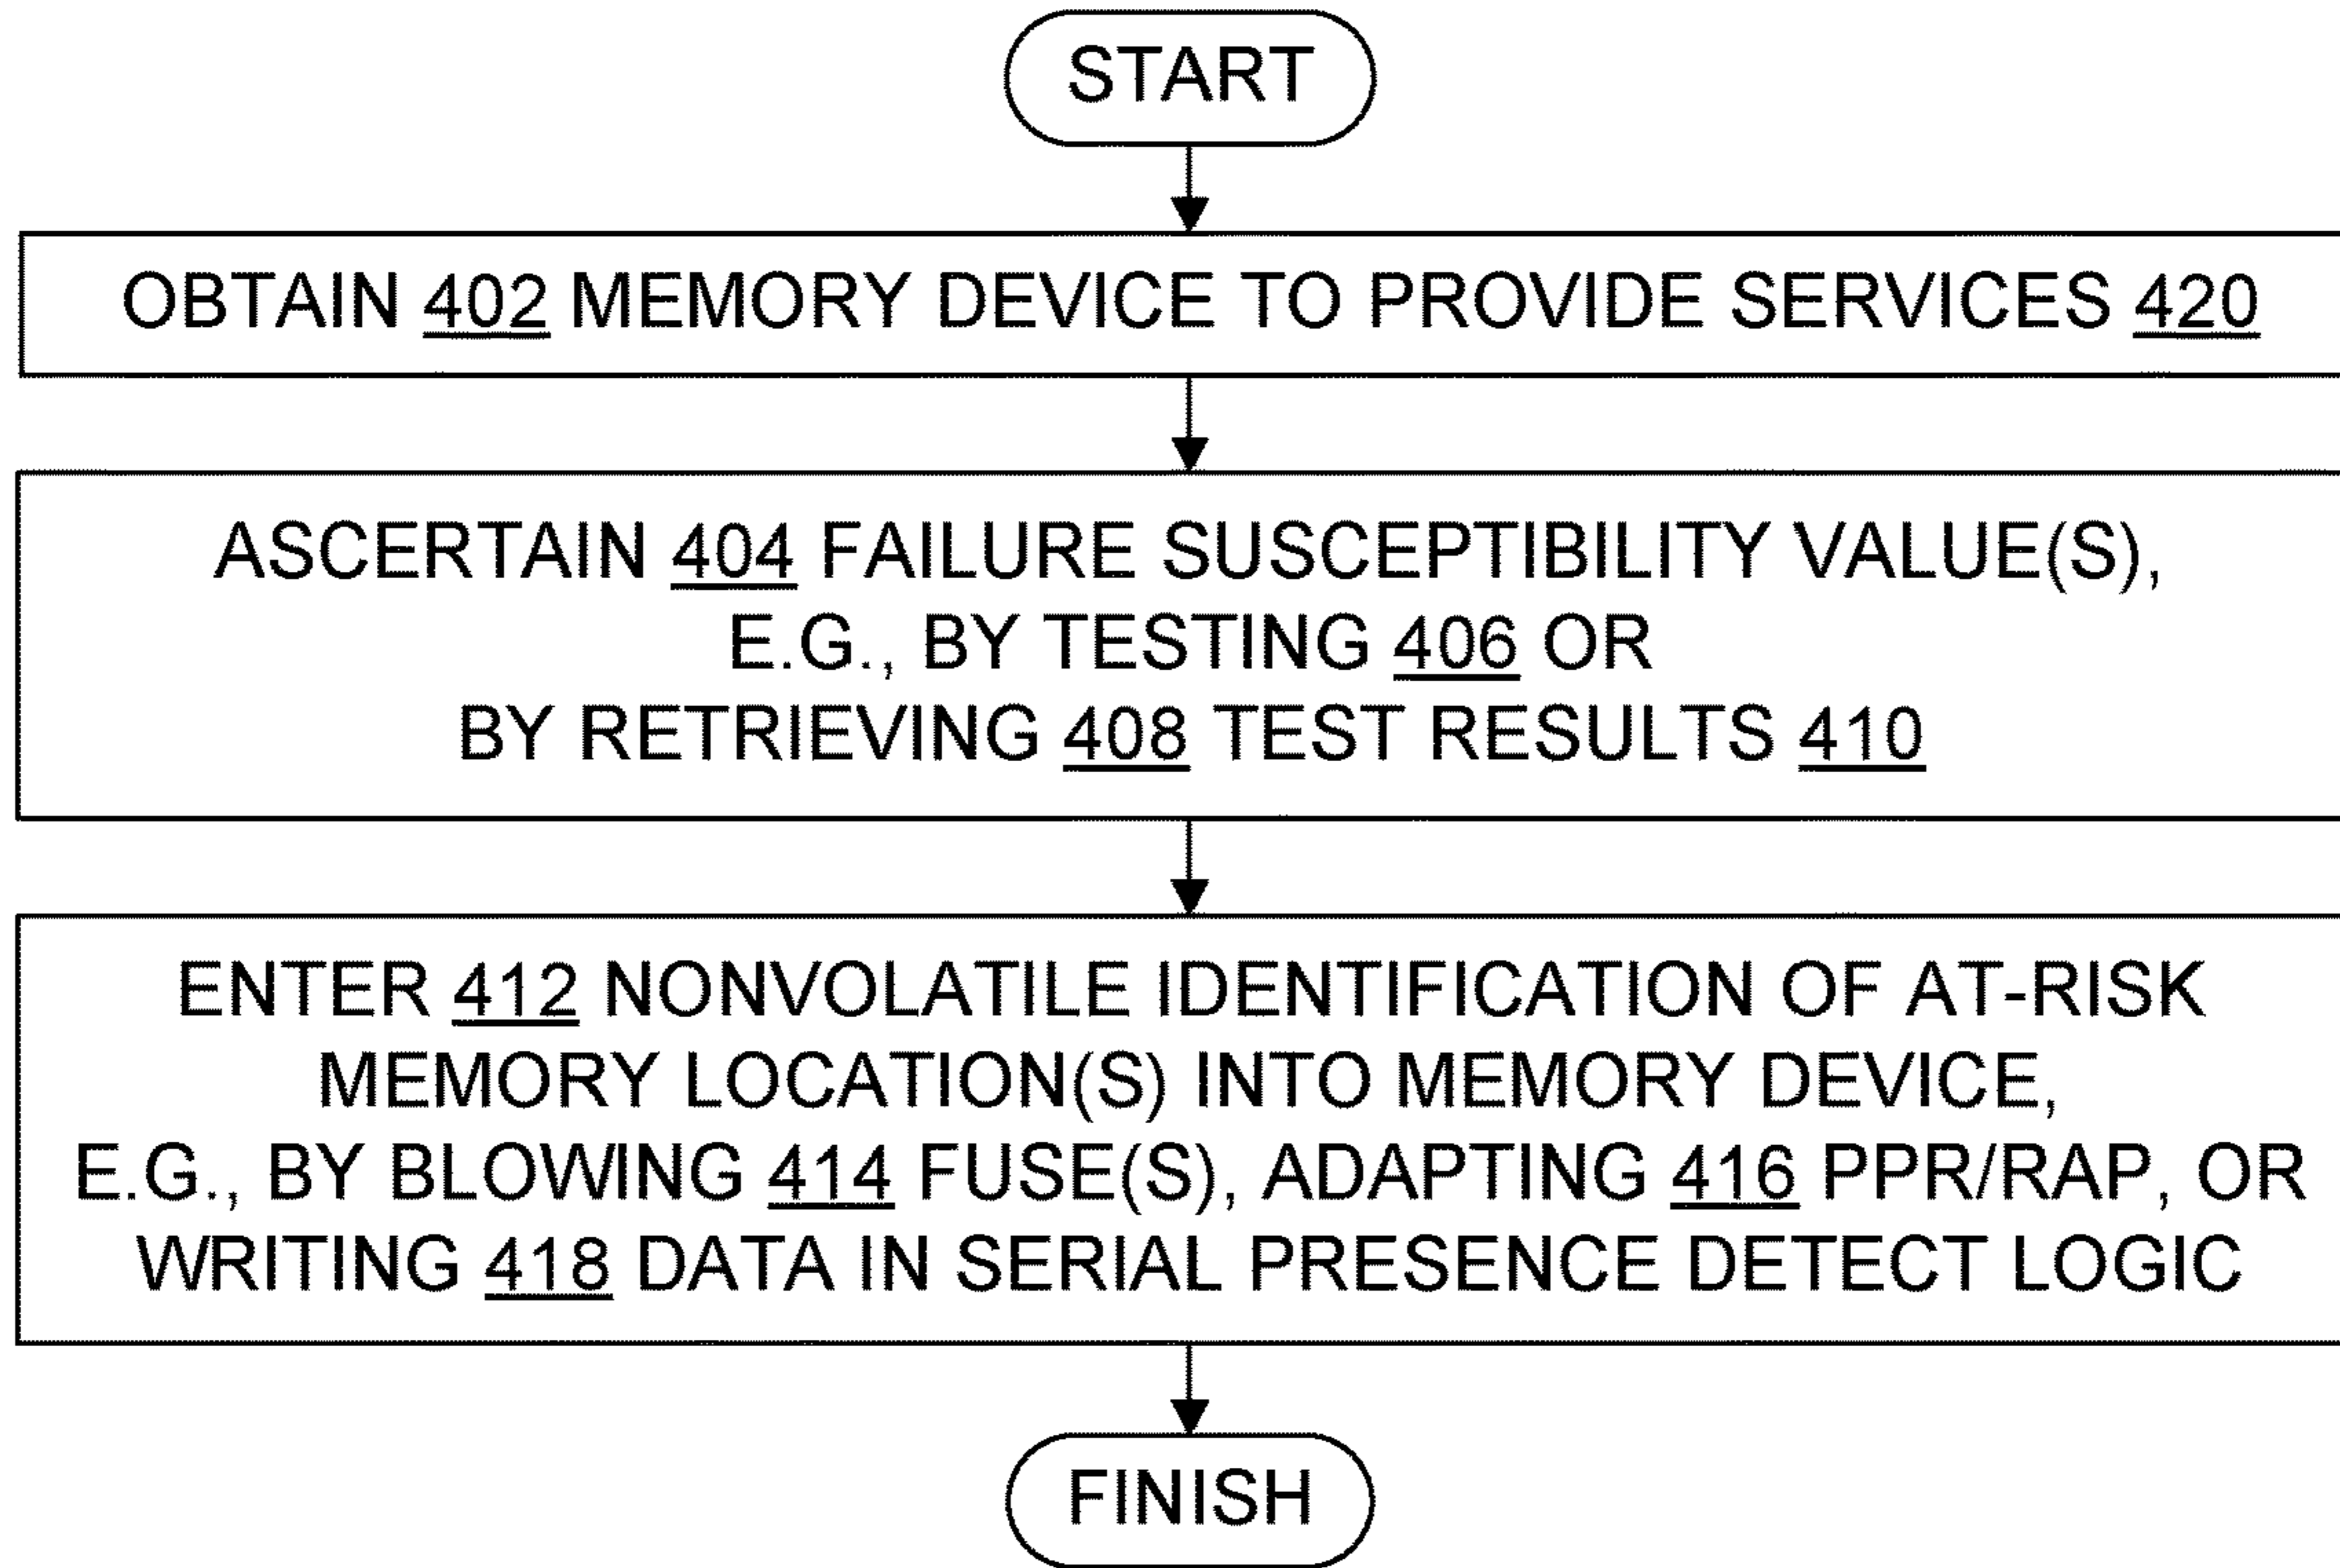 START
OBTAIN 402 MEMORY DEVICE TO PROVIDE SERVICES 420
ASCERTAIN 404 FAILURE SUSCEPTIBILITY VALUE(S),
E.G., BY TESTING 406 OR
BY RETRIEVING 408 TEST RESULTS 410
ENTER 412 NONVOLATILE IDENTIFICATION OF AT-RISK
MEMORY LOCATION(S) INTO MEMORY DEVICE,
E.G., BY BLOWING 414 FUSE(S), ADAPTING 416 PPR/RAP, OR
WRITING 418 DATA IN SERIAL PRESENCE DETECT LOGIC
FINISH